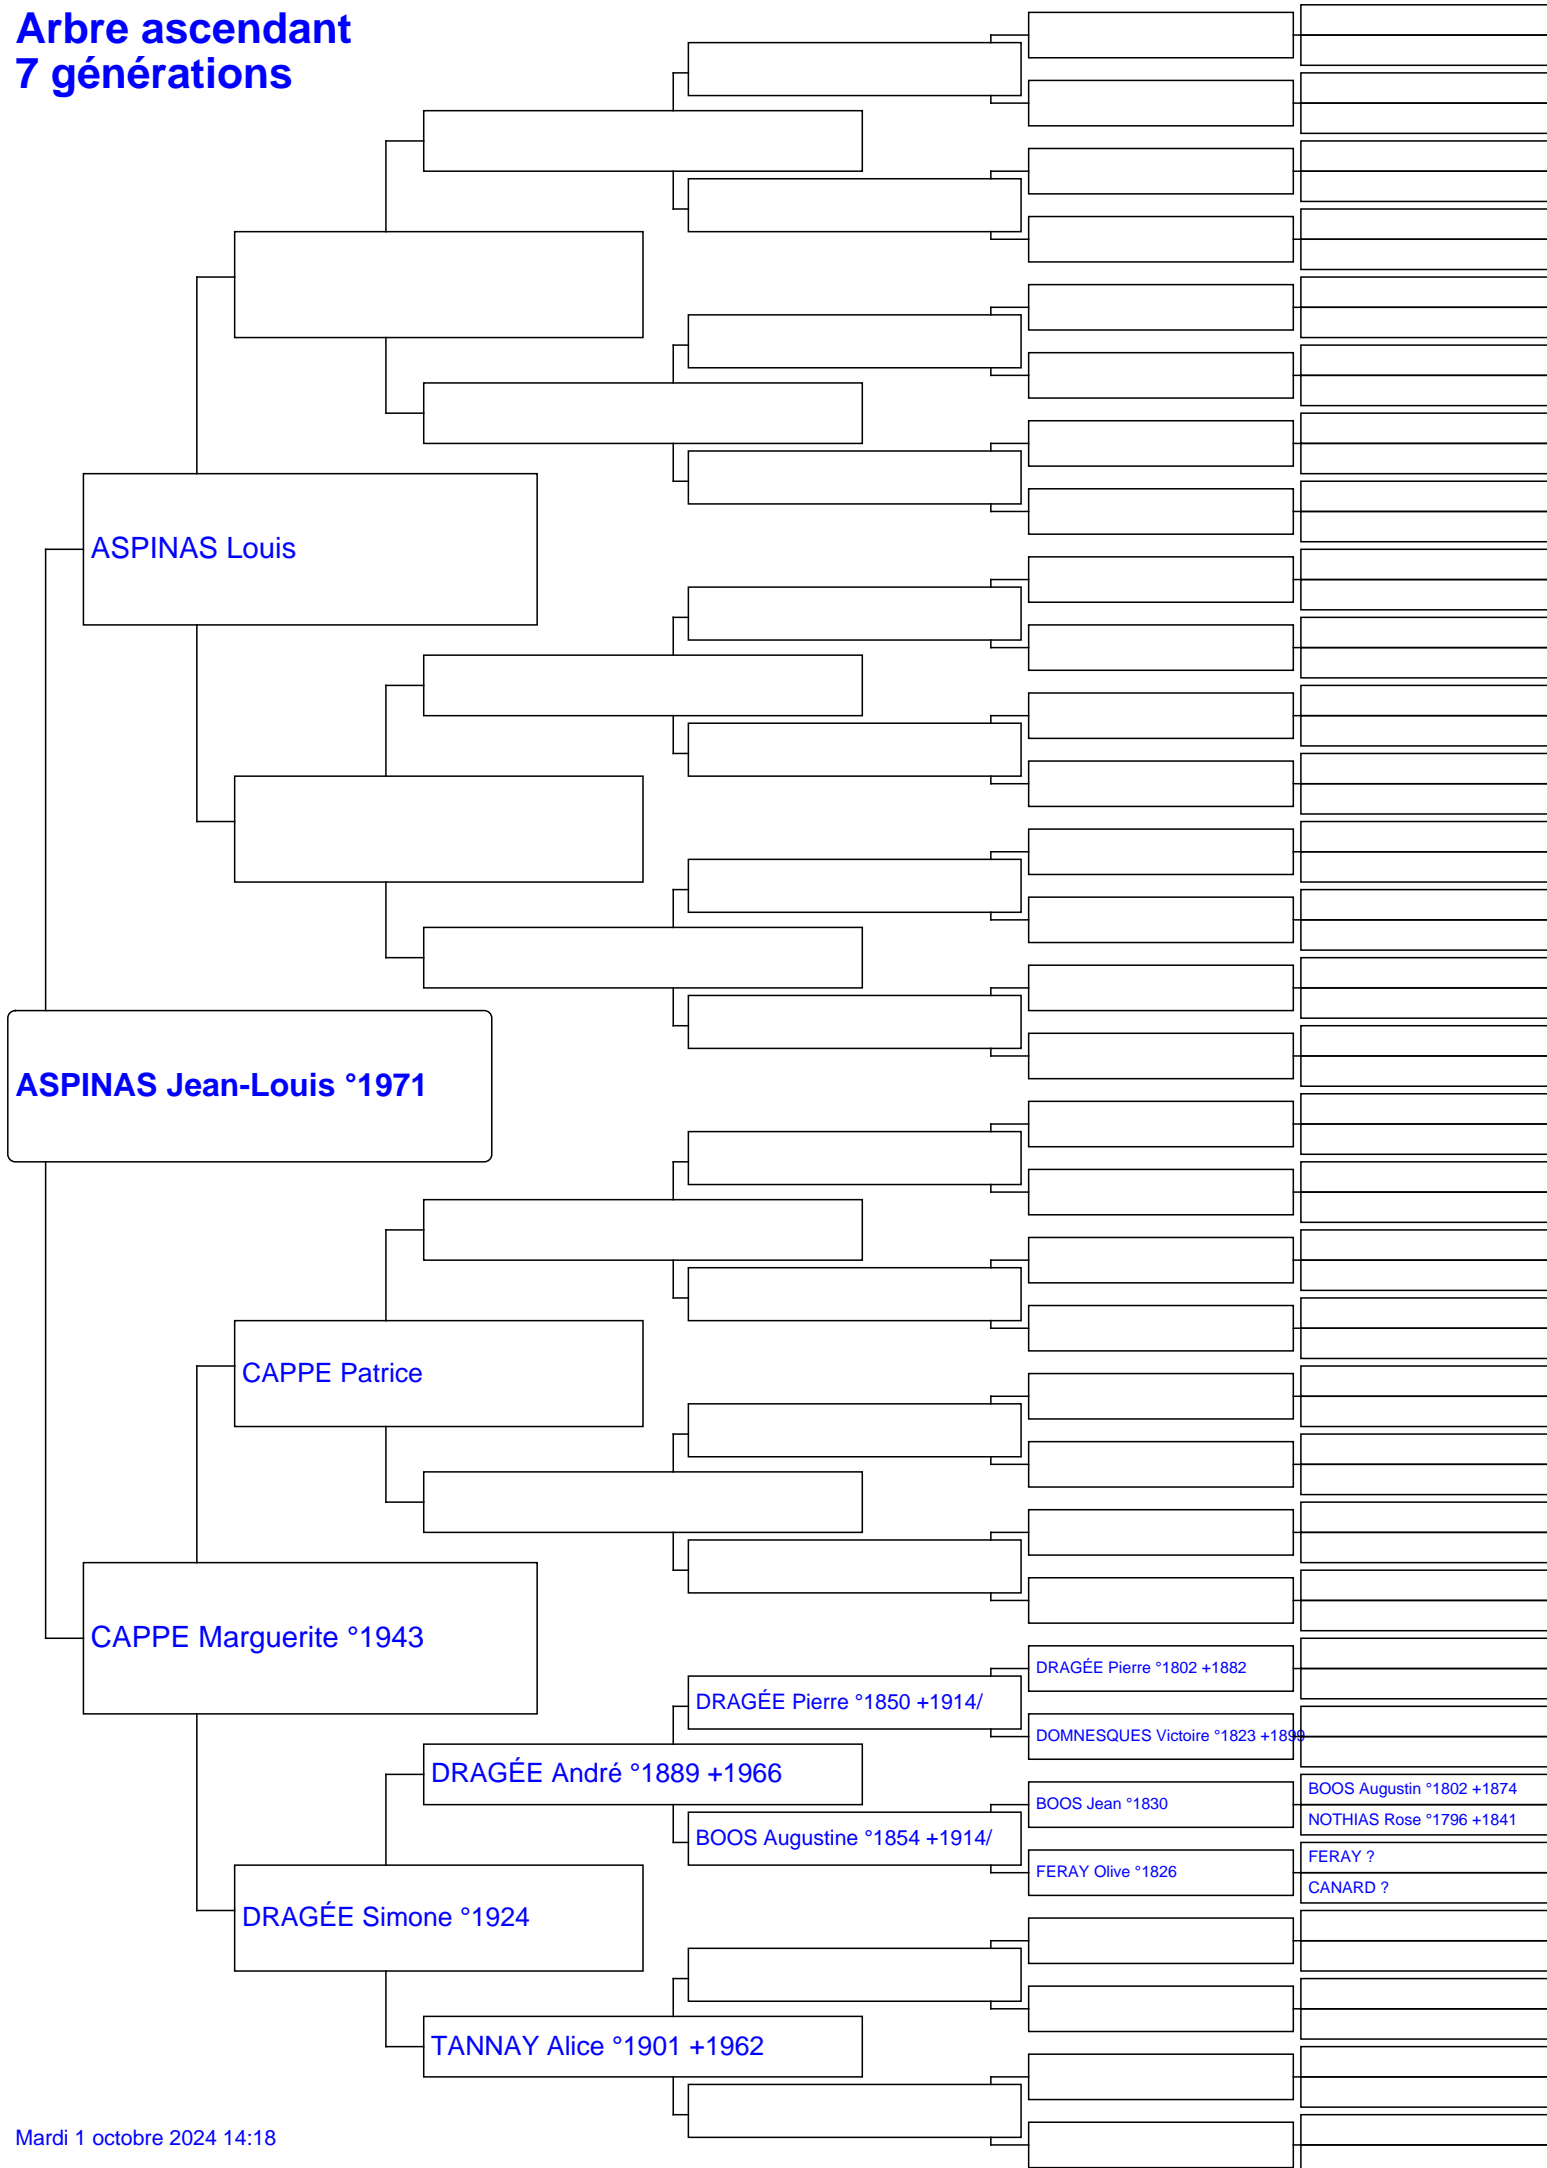 Arbre ascendant
7 générations
ASPINAS Louis
ASPINAS Jean-Louis °1971
CAPPE Patrice
CAPPE Marguerite °1943
DRAGÉE Pierre °1802 +1882
DRAGÉE Pierre °1850 +1914/
DOMNESQUES Victoire °1823 +1899
DRAGÉE André °1889 +1966
BOOS Augustin °1802 +1874
BOOS Jean °1830
NOTHIAS Rose °1796 +1841
BOOS Augustine °1854 +1914/
FERAY ?
FERAY Olive °1826
CANARD ?
DRAGÉE Simone °1924
TANNAY Alice °1901 +1962
Mardi 1 octobre 2024 14:18